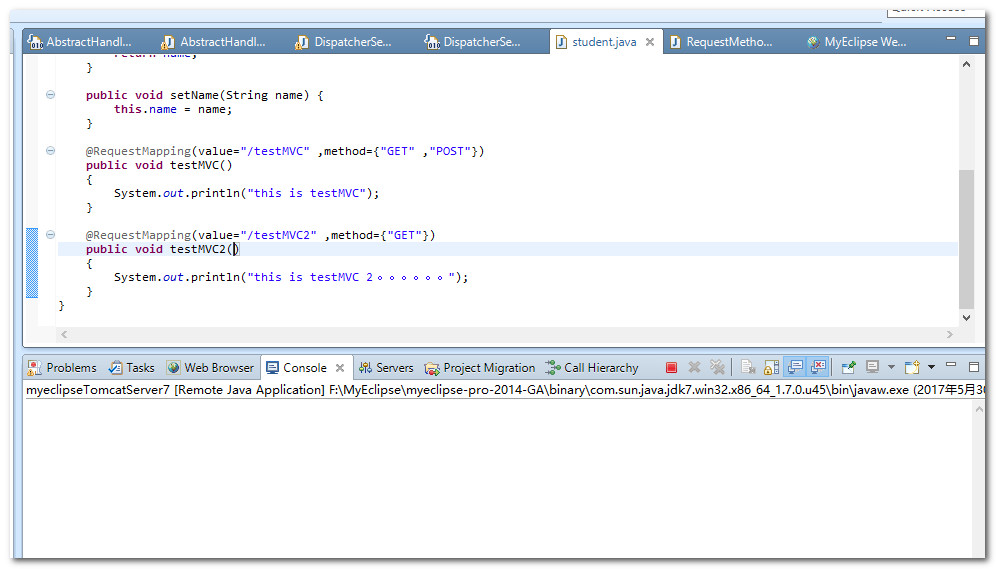 AbstractHandl... AbstractHandl... DispatcherSe... DispatcherSe... student.java RequestMetho... MyEclipse We...
}
public void setName(String name) {
this.name = name;
}
@RequestMapping(value="/testMVC" ,method={"GET" ,"POST"})
public void testMVC()
{
System.out.println("this is testMVC");
}
@RequestMapping(value="/testMVC2" ,method={"GET"})
public void testMVC2()
{
System.out.println("this is testMVC 2。。。。。。");
}
}
Problems Tasks Web Browser Console Servers Project Migration Call Hierarchy
myeclipseTomcatServer7 [Remote Java Application] F:\MyEclipse\myeclipse-pro-2014-GA\binary\com.sun.java.jdk7.win32.x86_64_1.7.0.u45\bin\javaw.exe (2017年5月30